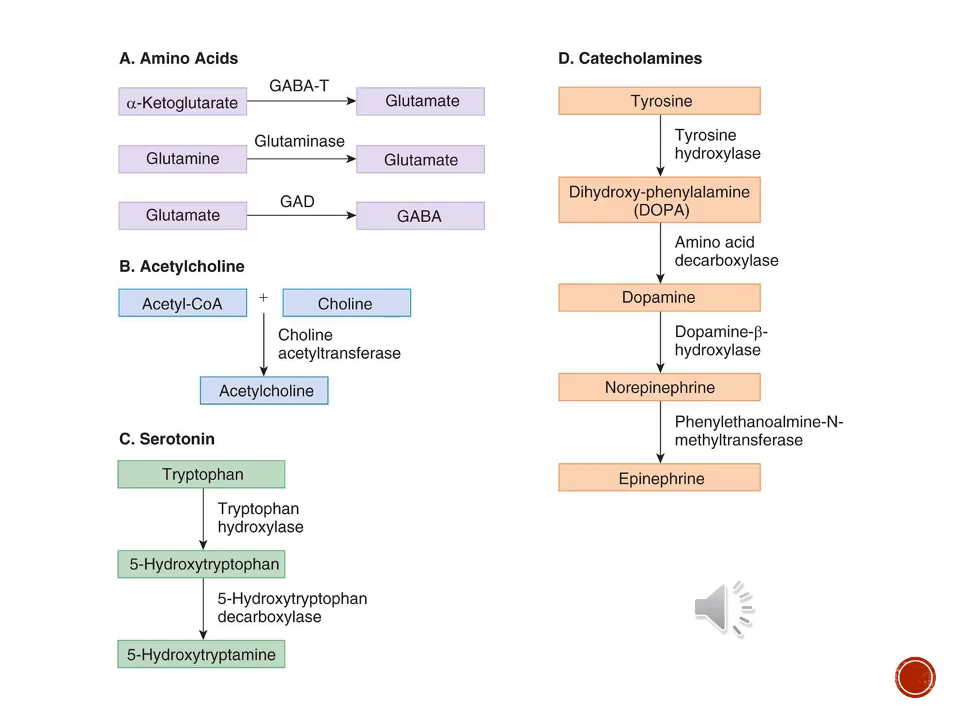 A. Amino Acids
α-Ketoglutarate
GABA-T
Glutamate
Glutamine
Glutaminase
Glutamate
Glutamate
GAD
GABA
B. Acetylcholine
Acetyl-CoA
+
Choline
Choline
acetyltransferase
Acetylcholine
C. Serotonin
Tryptophan
Tryptophan
hydroxylase
5-Hydroxytryptophan
5-Hydroxytryptophan
decarboxylase
5-Hydroxytryptamine
D. Catecholamines
Tyrosine
Tyrosine
hydroxylase
Dihydroxy-phenylalamine
(DOPA)
Amino acid
decarboxylase
Dopamine
Dopamine-β-
hydroxylase
Norepinephrine
Phenylethanoalmine-N-
methyltransferase
Epinephrine